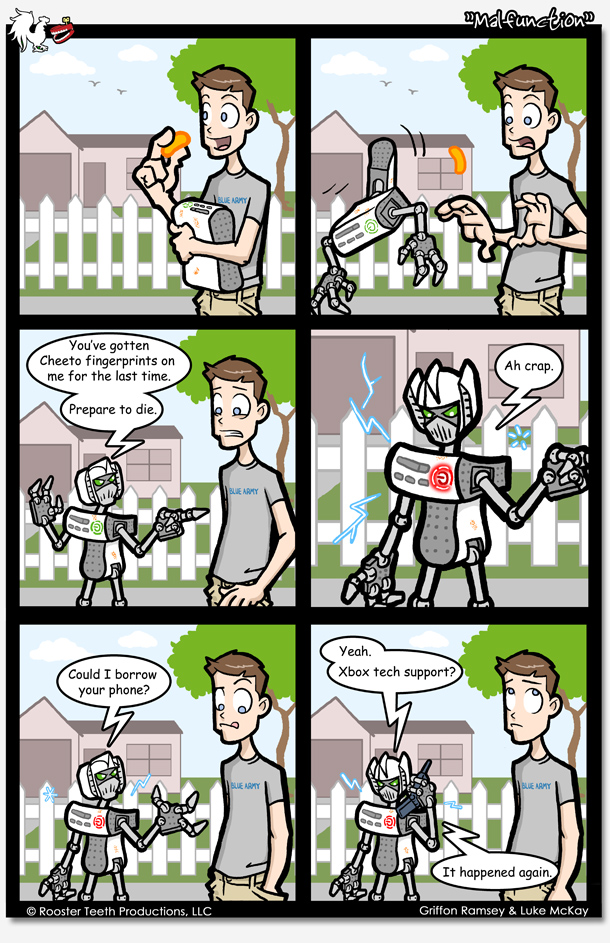 "Malfunction"
BLUE ARMY
You've gotten
Cheeto fingerprints on
me for the last time.
Prepare to die.
BLUE ARMY
Ah crap.
Could I borrow
your phone?
BLUE ARMY
Yeah.
Xbox tech support?
BLUE ARMY
It happened again.
© Rooster Teeth Productions, LLC
Griffon Ramsey & Luke McKay